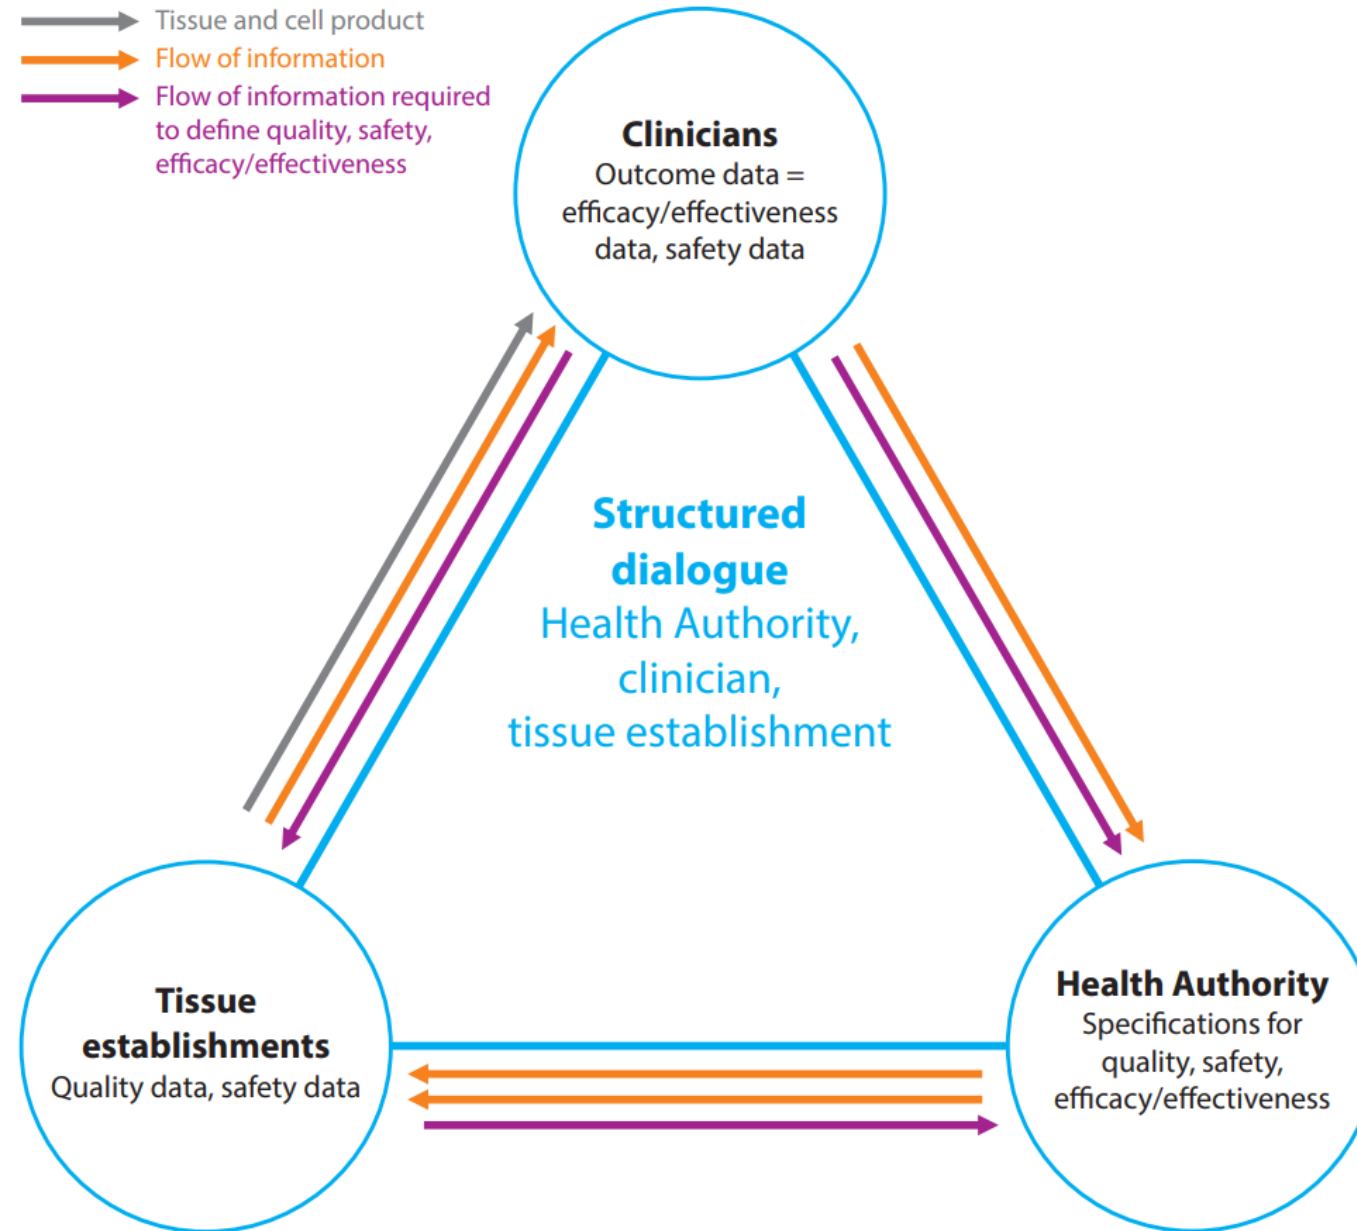 Tissue and cell product
Flow of information
Flow of information required
to define quality, safety,
efficacy/effectiveness
Clinicians
Outcome data =
efficacy/effectiveness
data, safety data
Structured
dialogue
Health Authority,
clinician,
tissue establishment
Tissue
establishments
Quality data, safety data
Health Authority
Specifications for
quality, safety,
efficacy/effectiveness